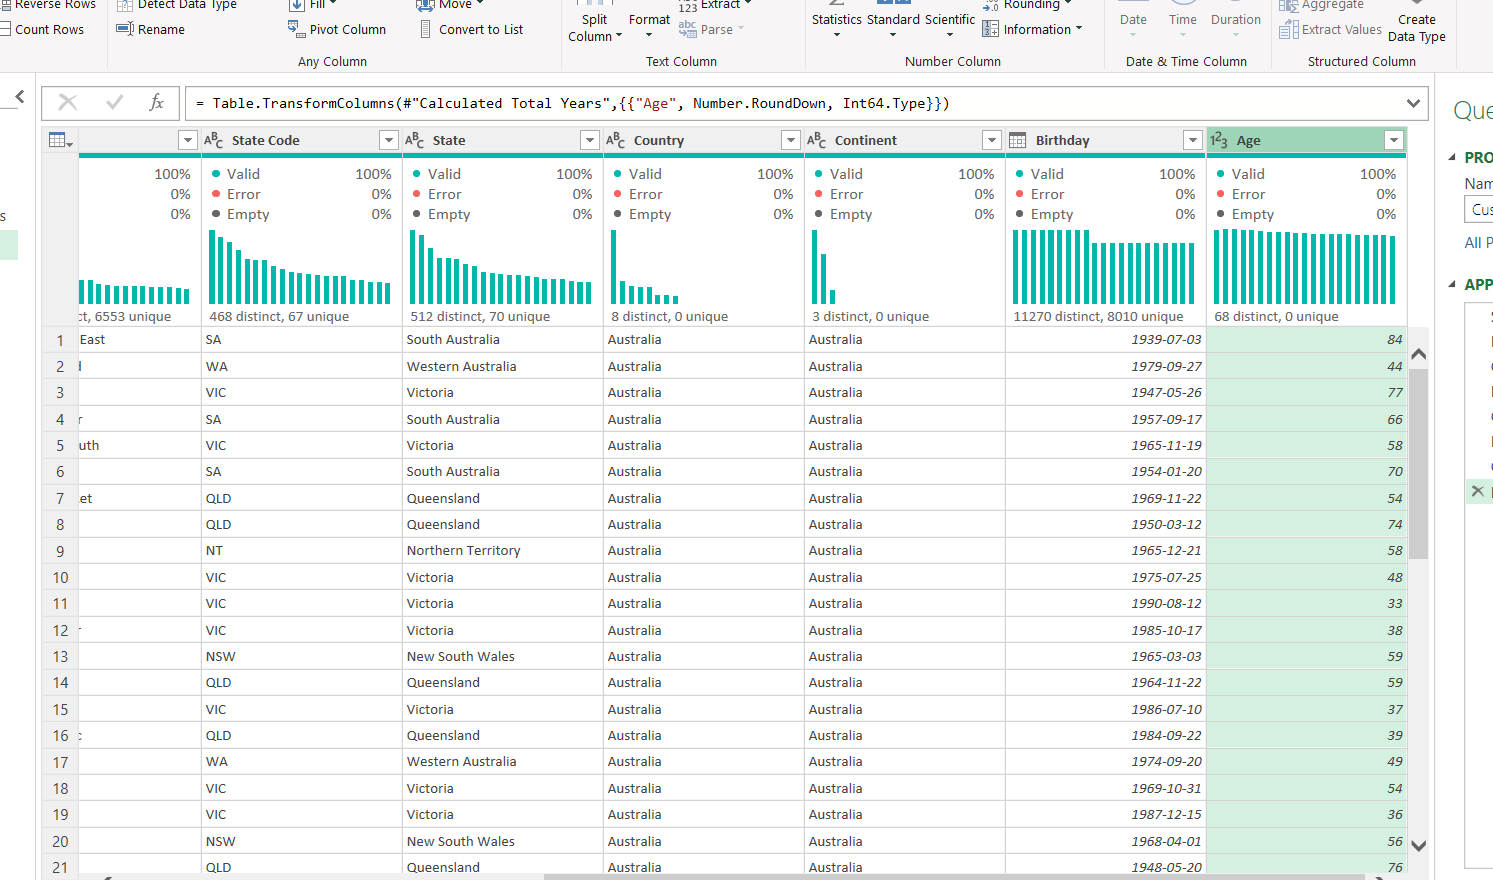 Reverse Rows Detect Data Type Fill Move Extract Rounding Aggregate
Count Rows Rename Pivot Column Convert to List Split Column Format Parse Statistics Standard Scientific Information Date Time Duration Extract Values Create Data Type
Any Column Text Column Number Column Date & Time Column Structured Column
= Table.TransformColumns(#"Calculated Total Years",{{"Age", Number.RoundDown, Int64.Type}})
State Code State Country Continent Birthday Age
100% Valid 100% Valid 100% Valid 100% Valid 100% Valid 100% Valid 100%
0% Error 0% Error 0% Error 0% Error 0% Error 0% Error 0%
0% Empty 0% Empty 0% Empty 0% Empty 0% Empty 0% Empty 0%
ct, 6553 unique 468 distinct, 67 unique 512 distinct, 70 unique 8 distinct, 0 unique 3 distinct, 0 unique 11270 distinct, 8010 unique 68 distinct, 0 unique
1 East SA South Australia Australia Australia 1939-07-03 84
2 WA Western Australia Australia Australia 1979-09-27 44
3 VIC Victoria Australia Australia 1947-05-26 77
4 r SA South Australia Australia Australia 1957-09-17 66
5 uth VIC Victoria Australia Australia 1965-11-19 58
6 SA South Australia Australia Australia 1954-01-20 70
7 et QLD Queensland Australia Australia 1969-11-22 54
8 QLD Queensland Australia Australia 1950-03-12 74
9 NT Northern Territory Australia Australia 1965-12-21 58
10 VIC Victoria Australia Australia 1975-07-25 48
11 VIC Victoria Australia Australia 1990-08-12 33
12 VIC Victoria Australia Australia 1985-10-17 38
13 NSW New South Wales Australia Australia 1965-03-03 59
14 QLD Queensland Australia Australia 1964-11-22 59
15 VIC Victoria Australia Australia 1986-07-10 37
16 QLD Queensland Australia Australia 1984-09-22 39
17 WA Western Australia Australia Australia 1974-09-20 49
18 VIC Victoria Australia Australia 1969-10-31 54
19 VIC Victoria Australia Australia 1987-12-15 36
20 NSW New South Wales Australia Australia 1968-04-01 56
21 QLD Queensland Australia Australia 1948-05-20 76
Que
PRO
Nam
Cus
All P
APP